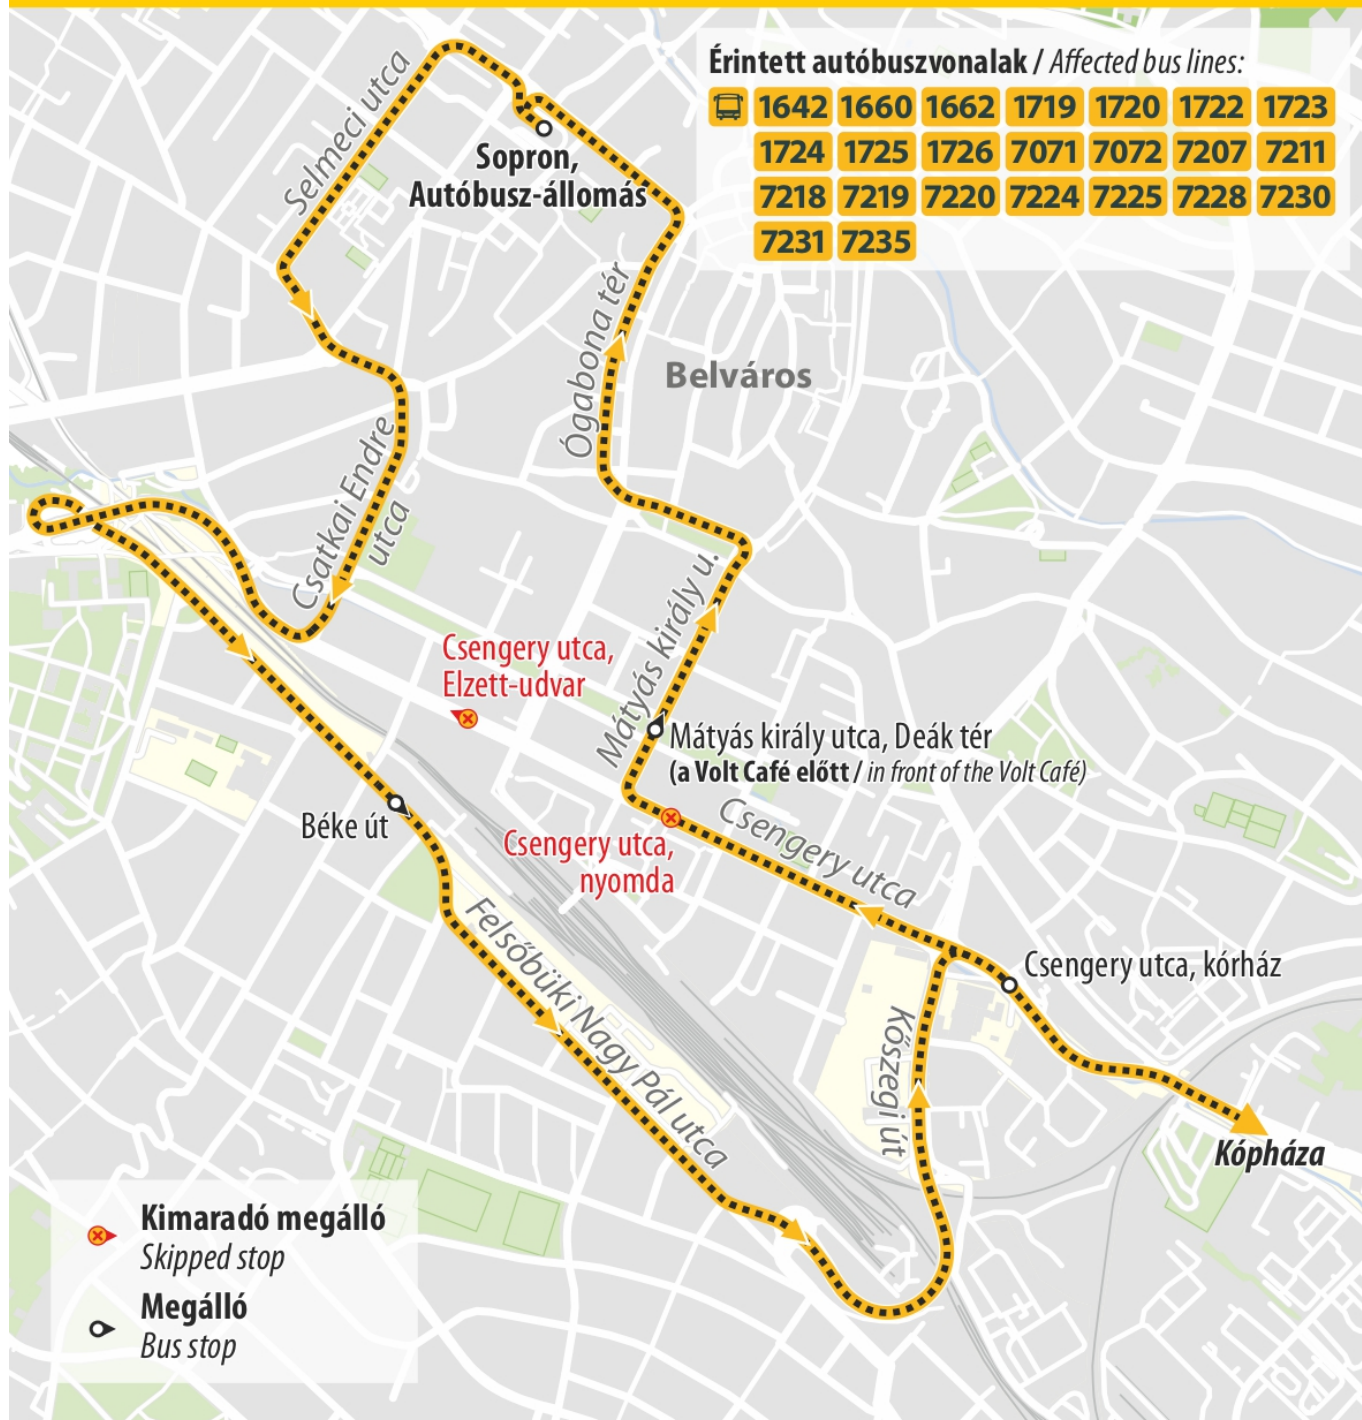 Érintett autóbuszvonalak / Affected bus lines:
1642 1660 1662 1719 1720 1722 1723
1724 1725 1726 7071 7072 7207 7211
7218 7219 7220 7224 7225 7228 7230
7231 7235
Selmeci utca
Sopron,
Autóbusz-állomás
Ógabona tér
Belváros
Csatkai Endre
utca
Mátyás király u.
Csengery utca,
Elzett-udvar
Mátyás király utca, Deák tér
(a Volt Café előtt / in front of the Volt Café)
Béke út
Csengery utca,
nyomda
Csengery utca
Felsőbüki Nagy Pál utca
Csengery utca, kórház
Kőszegi út
Kópháza
Kimaradó megálló
Skipped stop
Megálló
Bus stop